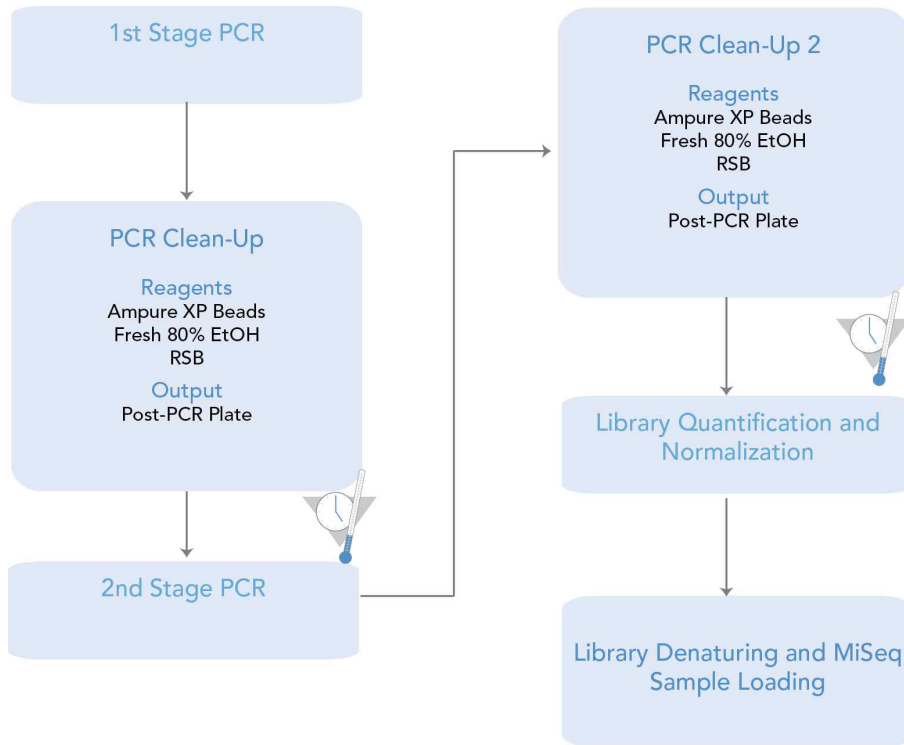 1st Stage PCR
PCR Clean-Up
Reagents
Ampure XP Beads
Fresh 80% EtOH
RSB
Output
Post-PCR Plate
2nd Stage PCR
PCR Clean-Up 2
Reagents
Ampure XP Beads
Fresh 80% EtOH
RSB
Output
Post-PCR Plate
Library Quantification and
Normalization
Library Denaturing and MiSeq
Sample Loading